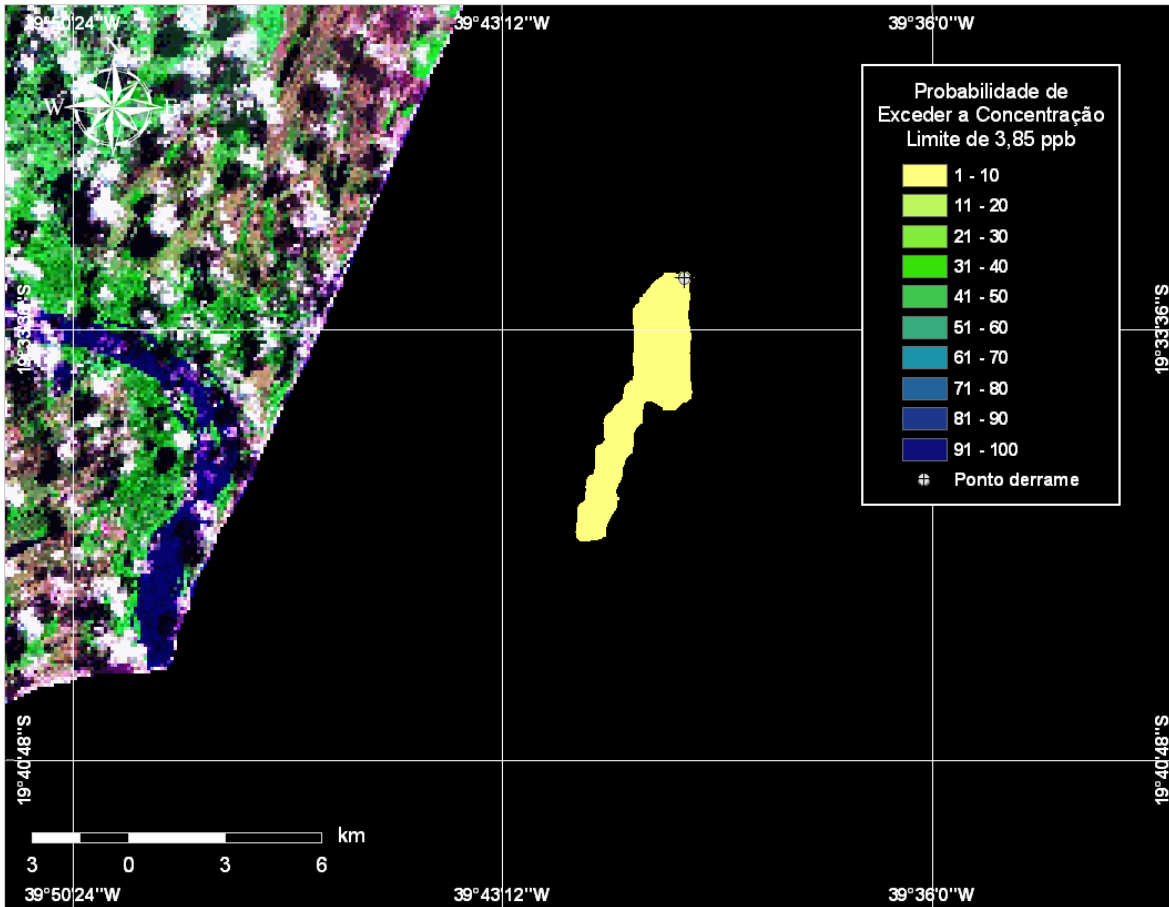 39°50'24"W
39°43'12"W
39°36'0"W
W
E
Probabilidade de
Exceder a Concentração
Limite de 3,85 ppb
1 - 10
11 - 20
21 - 30
31 - 40
41 - 50
51 - 60
61 - 70
71 - 80
81 - 90
91 - 100
Ponto derrame
19°33'36"S
19°33'36"S
19°40'48"S
19°40'48"S
km
3 0 3 6
39°50'24"W
39°43'12"W
39°36'0"W